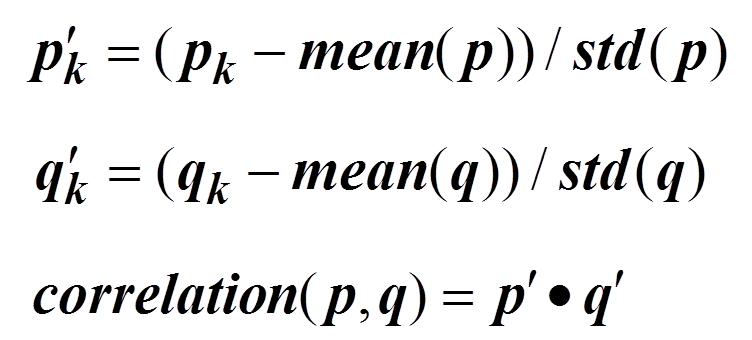 p′k = (pk − mean(p)) / std(p)
q′k = (qk − mean(q)) / std(q)
correlation(p,q) = p′ • q′